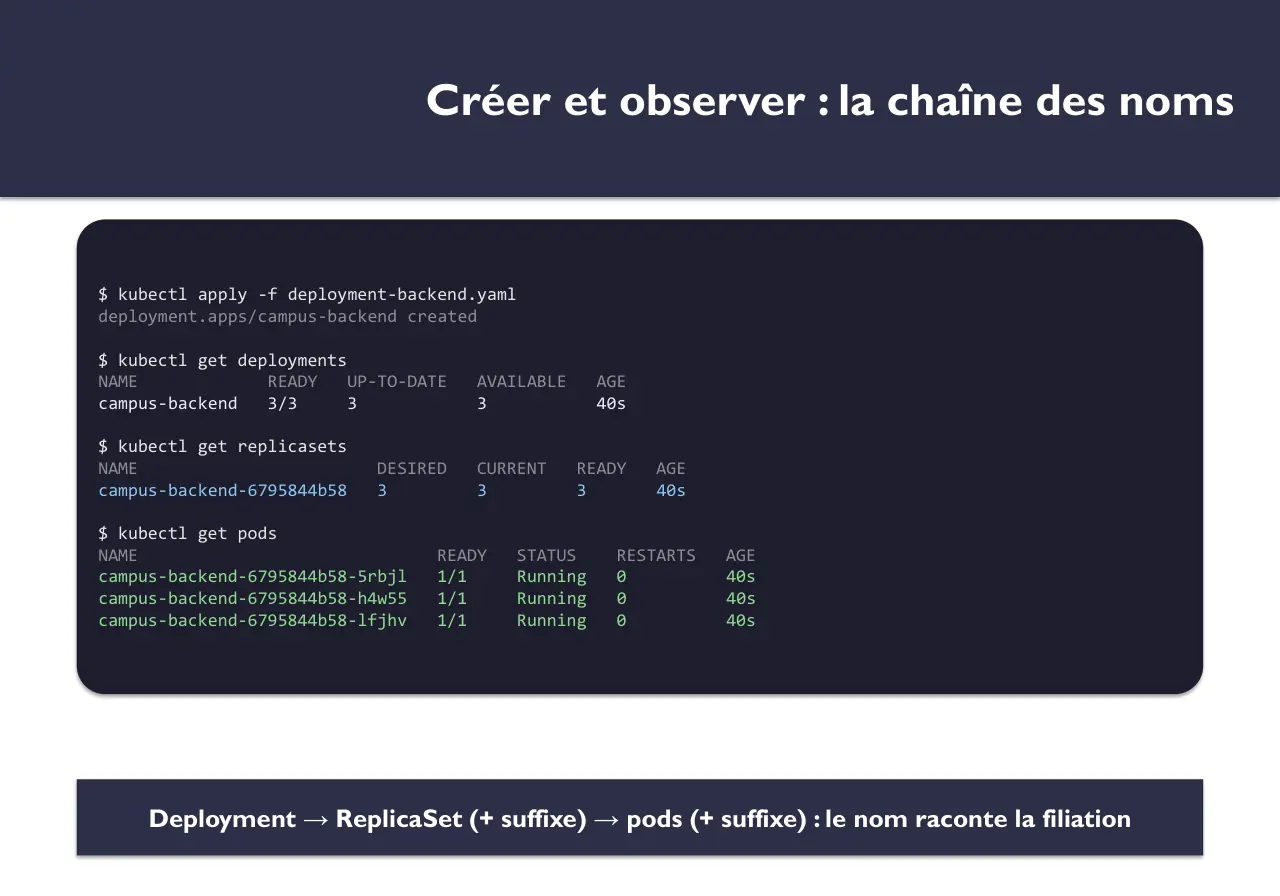 Créer et observer : la chaîne des noms
$ kubectl apply -f deployment-backend.yaml
deployment.apps/campus-backend created
$ kubectl get deployments
NAME             READY   UP-TO-DATE   AVAILABLE   AGE
campus-backend   3/3     3            3           40s
$ kubectl get replicasets
NAME                        DESIRED   CURRENT   READY   AGE
campus-backend-6795844b58   3         3         3       40s
$ kubectl get pods
NAME                              READY   STATUS    RESTARTS   AGE
campus-backend-6795844b58-5rbjl   1/1     Running   0          40s
campus-backend-6795844b58-h4w55   1/1     Running   0          40s
campus-backend-6795844b58-lfjhv   1/1     Running   0          40s
Deployment → ReplicaSet (+ suffixe) → pods (+ suffixe) : le nom raconte la filiation